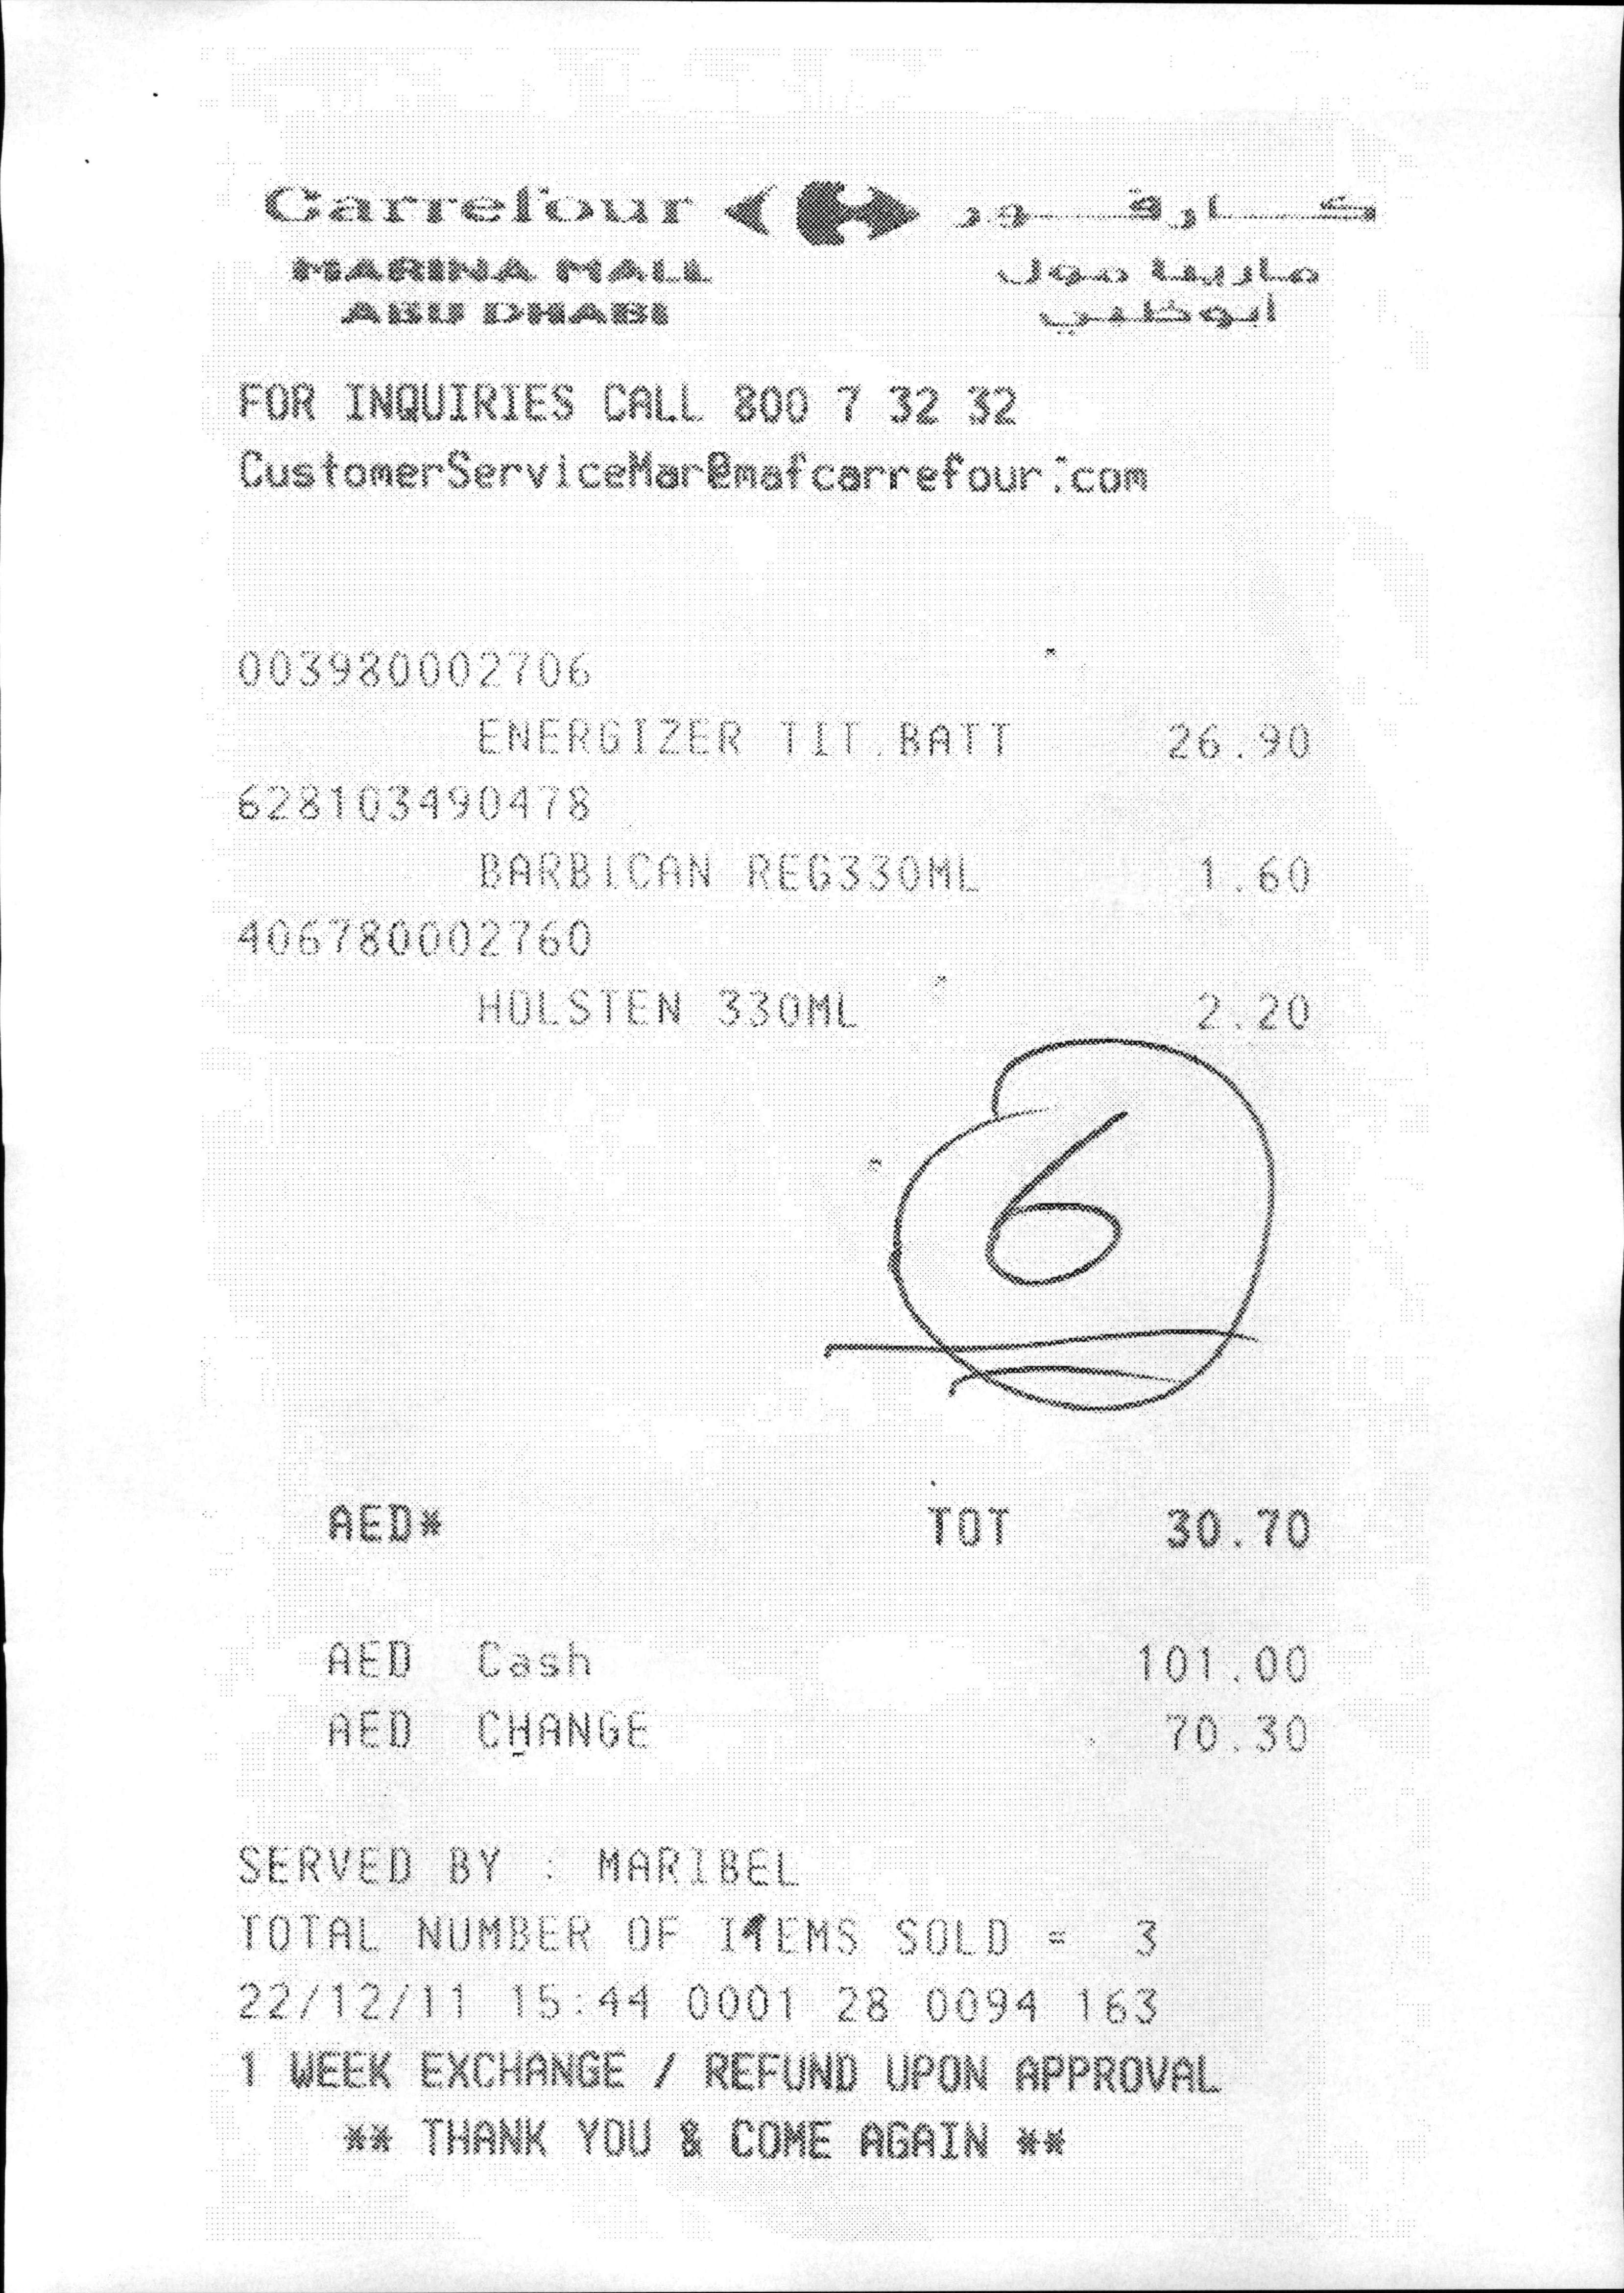 Carrefour كارفور
MARINA MALL مارينا مول
ABU DHABI أبوظبي
FOR INQUIRIES CALL 800 7 32 32
CustomerServiceMar@mafcarrefour.com
003980002706
ENERGIZER TIT.BATT 26.90
628103490478
BARBICAN REG330ML 1.60
406780002760
HOLSTEN 330ML 2.20
6
AED* TOT 30.70
AED Cash 101.00
AED CHANGE 70.30
SERVED BY : MARIBEL
TOTAL NUMBER OF ITEMS SOLD = 3
22/12/11 15:44 0001 28 0094 163
1 WEEK EXCHANGE / REFUND UPON APPROVAL
** THANK YOU & COME AGAIN **